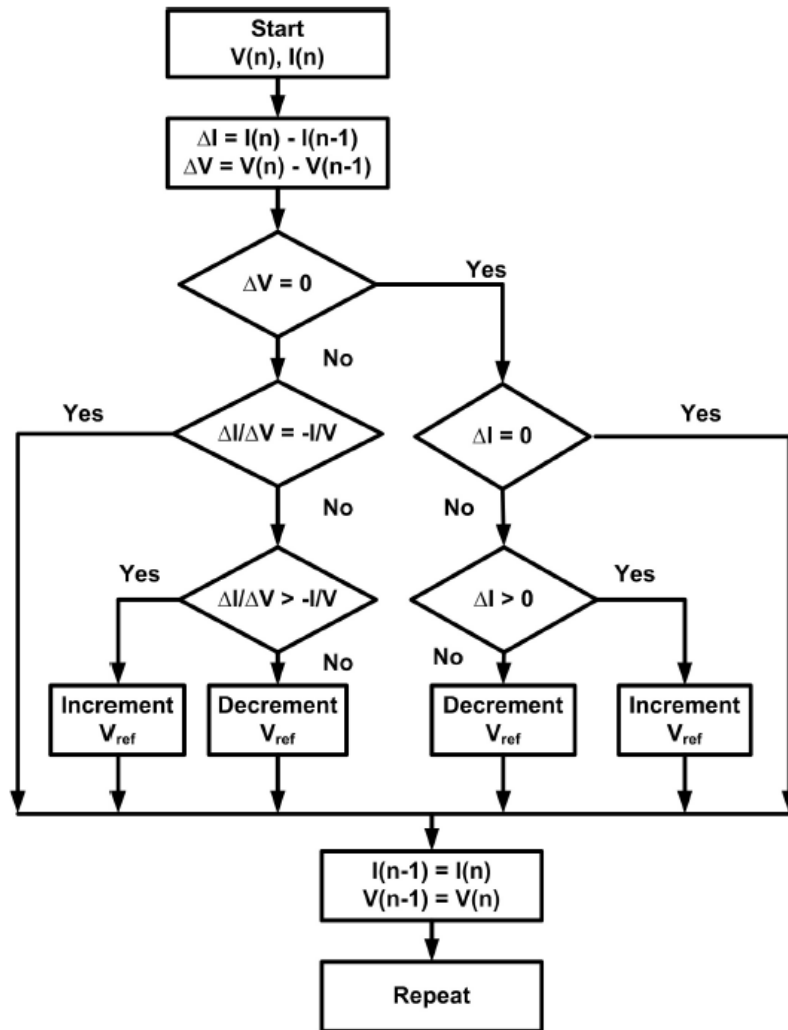 Start
V(n), I(n)
ΔI = I(n) - I(n-1)
ΔV = V(n) - V(n-1)
ΔV = 0
Yes
No
Yes
ΔI/ΔV = -I/V
ΔI = 0
Yes
No
No
Yes
ΔI/ΔV > -I/V
ΔI > 0
Yes
No
No
Increment
Vref
Decrement
Vref
Decrement
Vref
Increment
Vref
I(n-1) = I(n)
V(n-1) = V(n)
Repeat